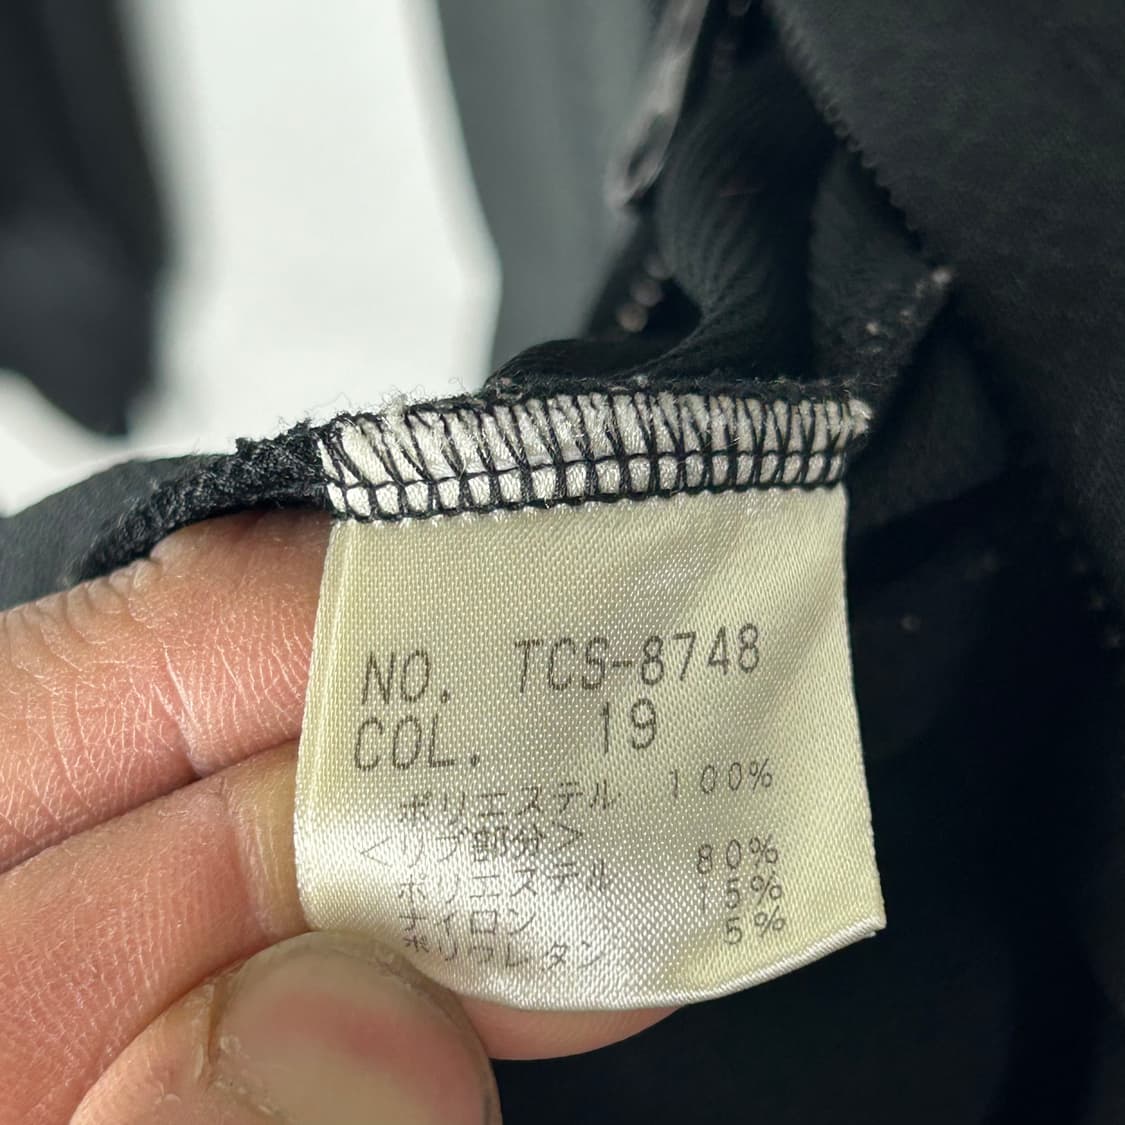 NO. TCS-8748
COL. 19
ポリエステル 100%
<リブ部分>
ポリエステル 80%
ナイロン 15%
ポリウレタン 5%